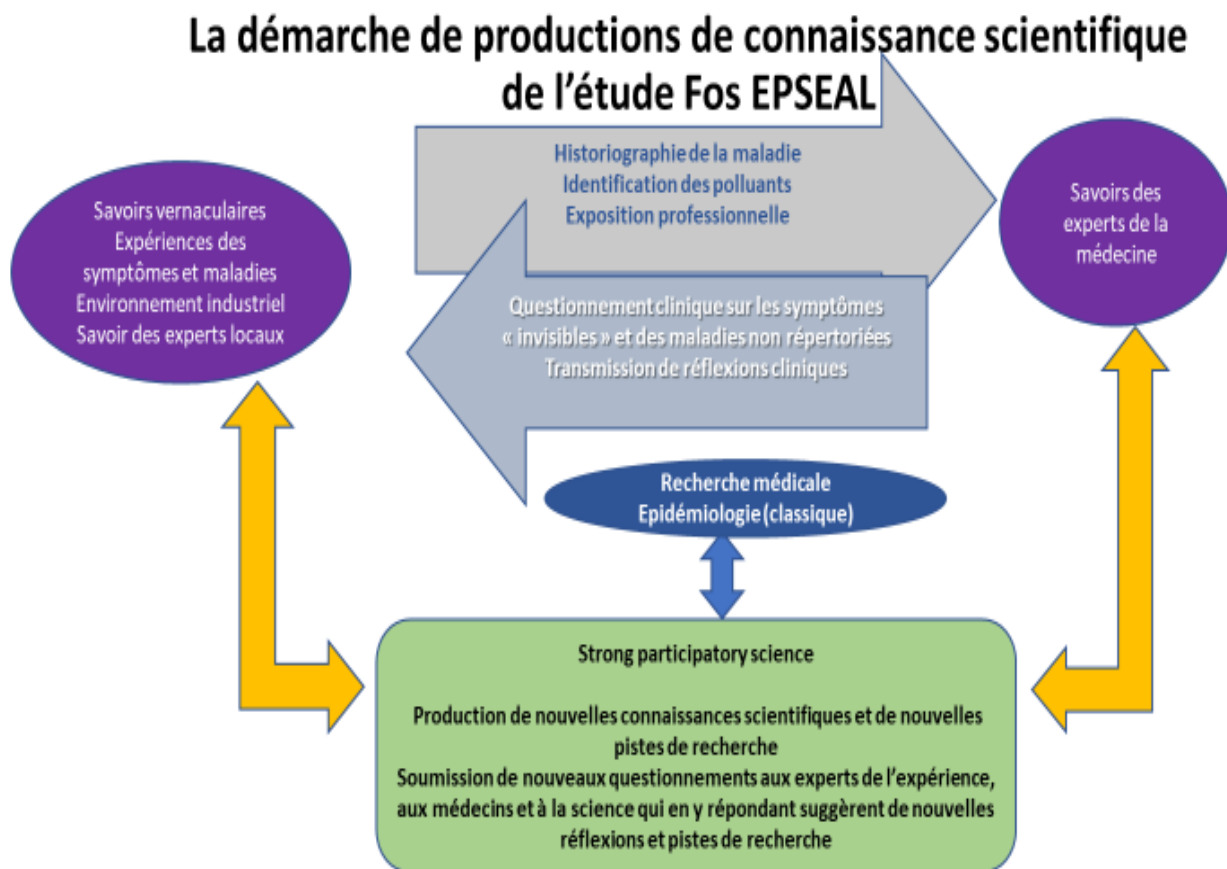 La démarche de productions de connaissance scientifique
de l'étude Fos EPSEAL
Historiographie de la maladie
Identification des polluants
Exposition professionnelle
Savoirs vernaculaires
Expériences des
symptômes et maladies
Environnement industriel
Savoir des experts locaux
Savoirs des
experts de la
médecine
Questionnement clinique sur les symptômes
« invisibles » et des maladies non répertoriées
Transmission de réflexions cliniques
Recherche médicale
Epidémiologie (classique)
Strong participatory science
Production de nouvelles connaissances scientifiques et de nouvelles
pistes de recherche
Soumission de nouveaux questionnements aux experts de l'expérience,
aux médecins et à la science qui en y répondant suggèrent de nouvelles
réflexions et pistes de recherche